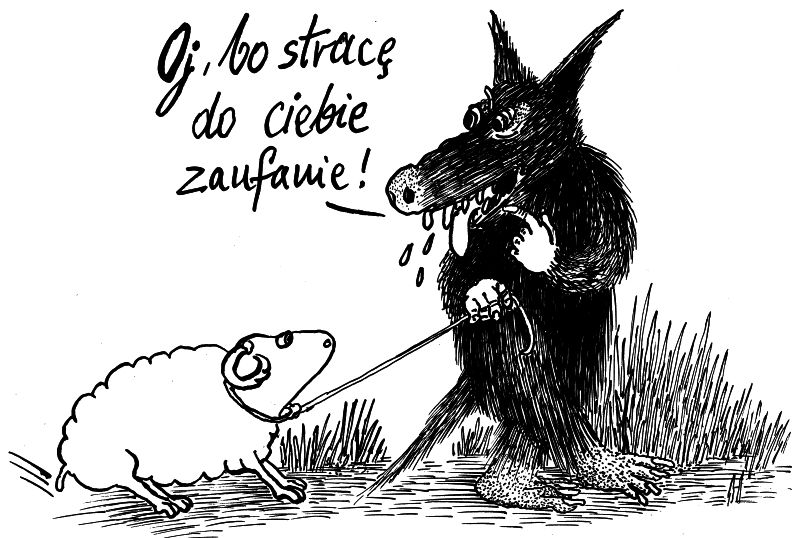 Oj, bo stracę
do ciebie
zaufanie!